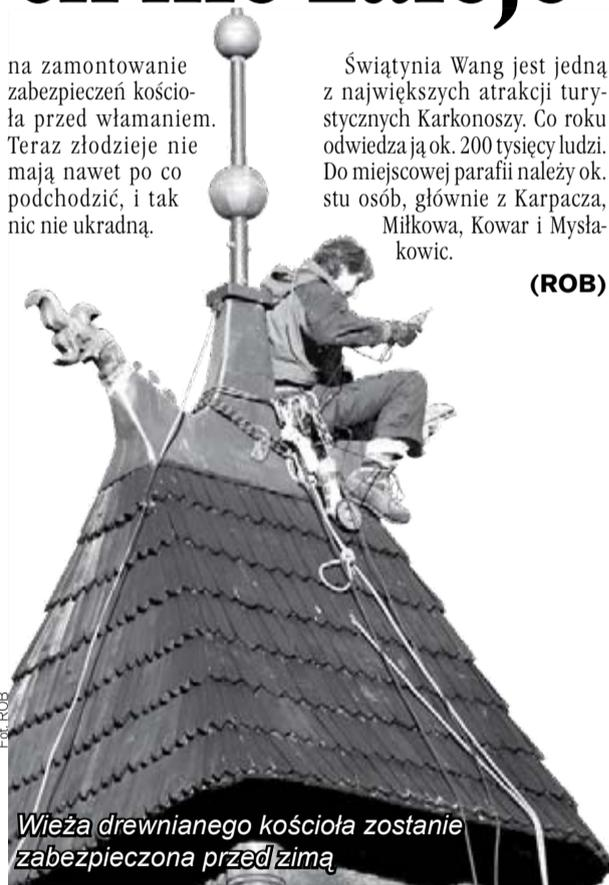 na zamontowanie
zabezpieczeń kościo-
ła przed włamaniem.
Teraz złodzieje nie
mają nawet po co
podchodzić, i tak
nic nie ukradną.
Świątynia Wang jest jedną
z największych atrakcji tury-
stycznych Karkonoszy. Co roku
odwiedza ją ok. 200 tysięcy ludzi.
Do miejscowej parafii należy ok.
stu osób, głównie z Karpacza,
Miłkowa, Kowar i Mysła-
kowic.
(ROB)
Fot. ROB
Wieża drewnianego kościoła zostanie
zabezpieczona przed zimą